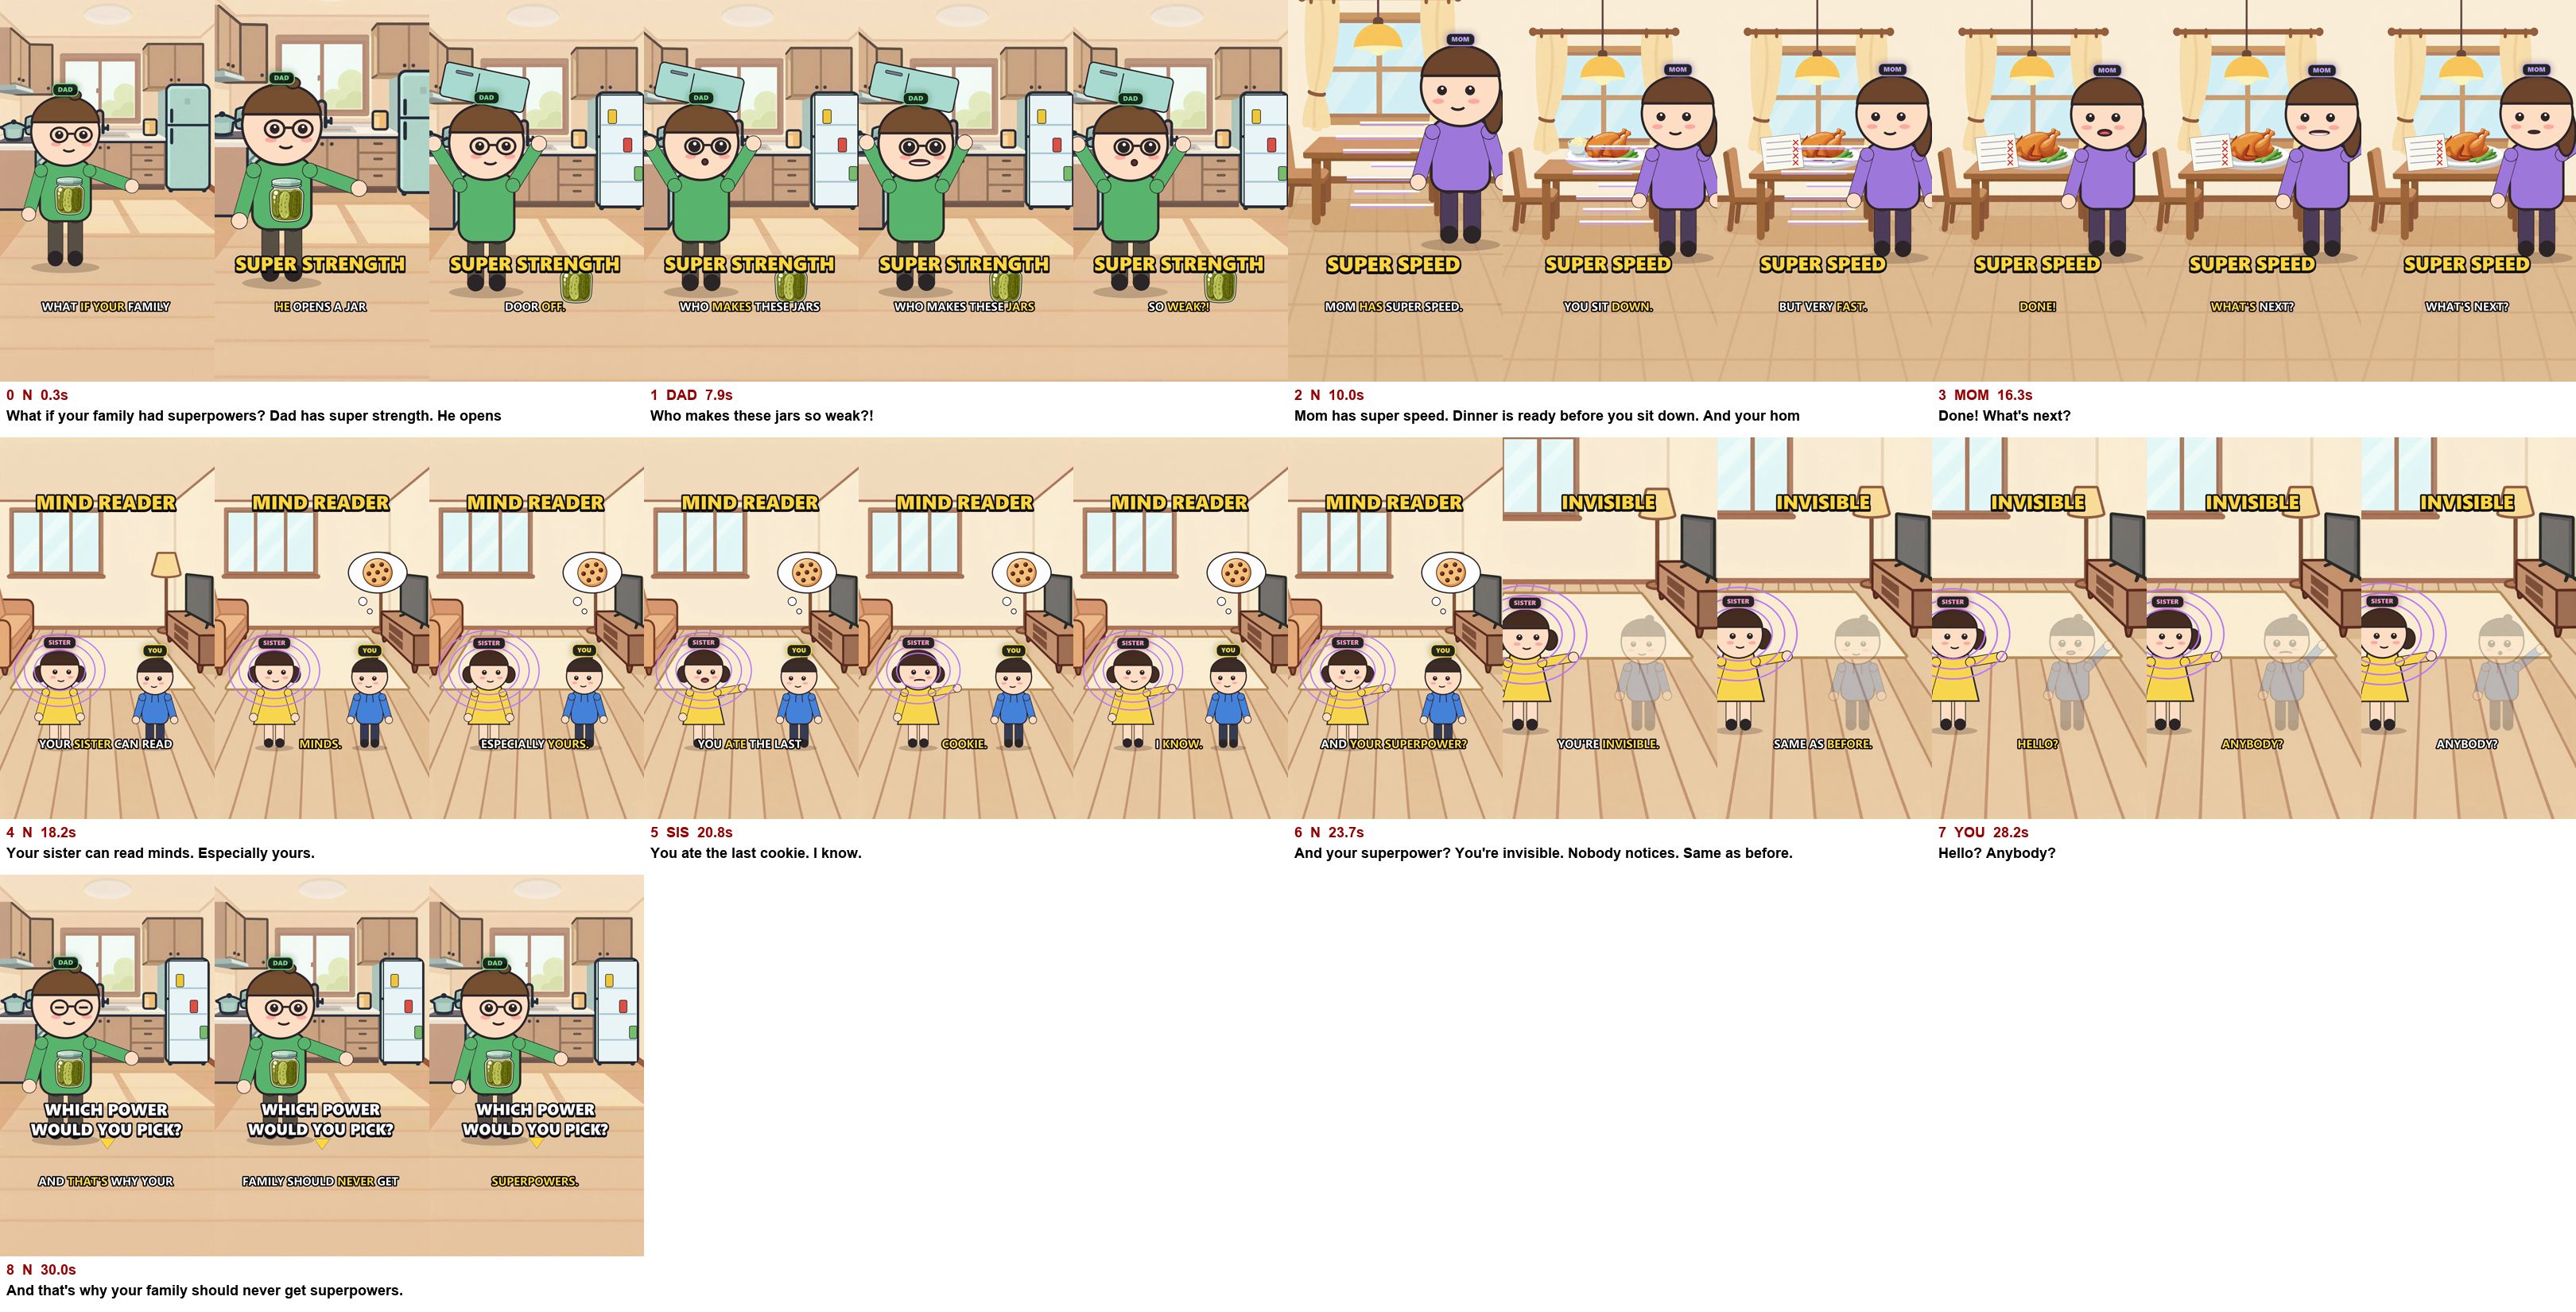 DAD
WHAT IF YOUR FAMILY
DAD
SUPER STRENGTH
HE OPENS A JAR
DAD
SUPER STRENGTH
DOOR OFF.
DAD
SUPER STRENGTH
WHO MAKES THESE JARS
DAD
SUPER STRENGTH
WHO MAKES THESE JARS
DAD
SUPER STRENGTH
SO WEAK?!
MOM
SUPER SPEED
MOM HAS SUPER SPEED.
MOM
SUPER SPEED
YOU SIT DOWN.
MOM
SUPER SPEED
BUT VERY FAST.
MOM
SUPER SPEED
DONE!
MOM
SUPER SPEED
WHAT'S NEXT?
MOM
SUPER SPEED
WHAT'S NEXT?
0 N 0.3s
What if your family had superpowers? Dad has super strength. He opens
1 DAD 7.9s
Who makes these jars so weak?!
2 N 10.0s
Mom has super speed. Dinner is ready before you sit down. And your hom
3 MOM 16.3s
Done! What's next?
MIND READER
SISTER
YOU
YOUR SISTER CAN READ
MIND READER
SISTER
YOU
MINDS.
MIND READER
SISTER
YOU
ESPECIALLY YOURS.
MIND READER
SISTER
YOU
YOU ATE THE LAST
MIND READER
SISTER
YOU
COOKIE.
MIND READER
SISTER
YOU
I KNOW.
MIND READER
SISTER
YOU
AND YOUR SUPERPOWER?
INVISIBLE
SISTER
YOU'RE INVISIBLE.
INVISIBLE
SISTER
SAME AS BEFORE.
INVISIBLE
SISTER
HELLO?
INVISIBLE
SISTER
ANYBODY?
INVISIBLE
SISTER
ANYBODY?
4 N 18.2s
Your sister can read minds. Especially yours.
5 SIS 20.8s
You ate the last cookie. I know.
6 N 23.7s
And your superpower? You're invisible. Nobody notices. Same as before.
7 YOU 28.2s
Hello? Anybody?
DAD
WHICH POWER
WOULD YOU PICK?
AND THAT'S WHY YOUR
DAD
WHICH POWER
WOULD YOU PICK?
FAMILY SHOULD NEVER GET
DAD
WHICH POWER
WOULD YOU PICK?
SUPERPOWERS.
8 N 30.0s
And that's why your family should never get superpowers.